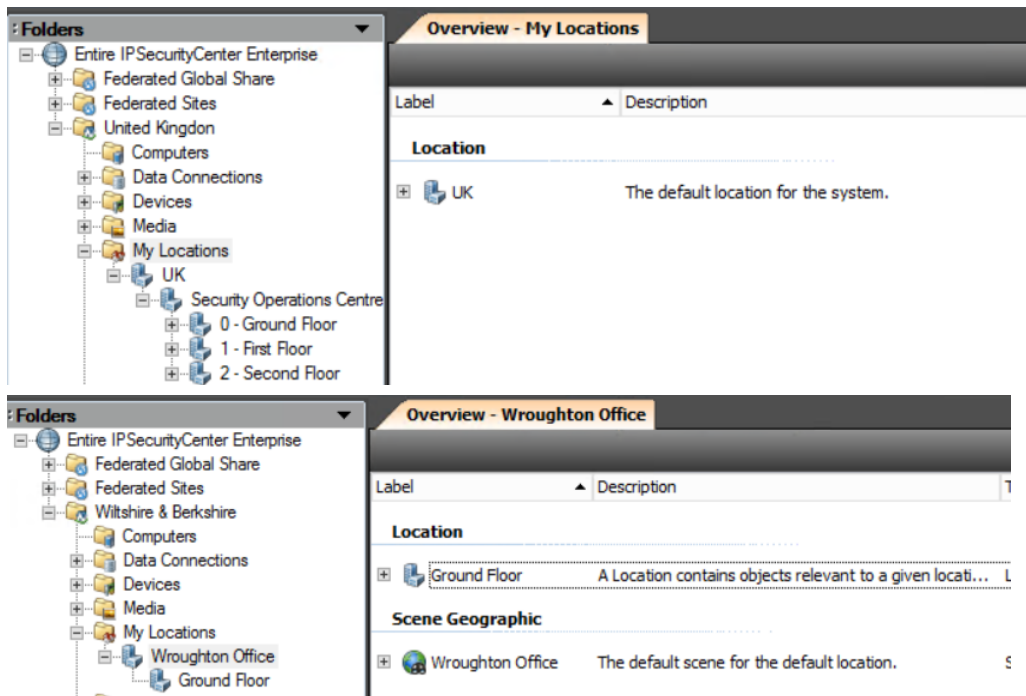 Folders
Overview - My Locations
Entire IPSecurityCenter Enterprise
Federated Global Share
Federated Sites
Label Description
United Kingdom
Location
Computers
Data Connections
UK The default location for the system.
Devices
Media
My Locations
UK
Security Operations Centre
0 - Ground Floor
1 - First Floor
2 - Second Floor
Folders
Overview - Wroughton Office
Entire IPSecurityCenter Enterprise
Federated Global Share
Federated Sites
Label Description
Wiltshire & Berkshire
Location
Computers
Data Connections
Ground Floor A Location contains objects relevant to a given locati...
Devices
Media
Scene Geographic
My Locations
Wroughton Office
Wroughton Office The default scene for the default location.
Ground Floor